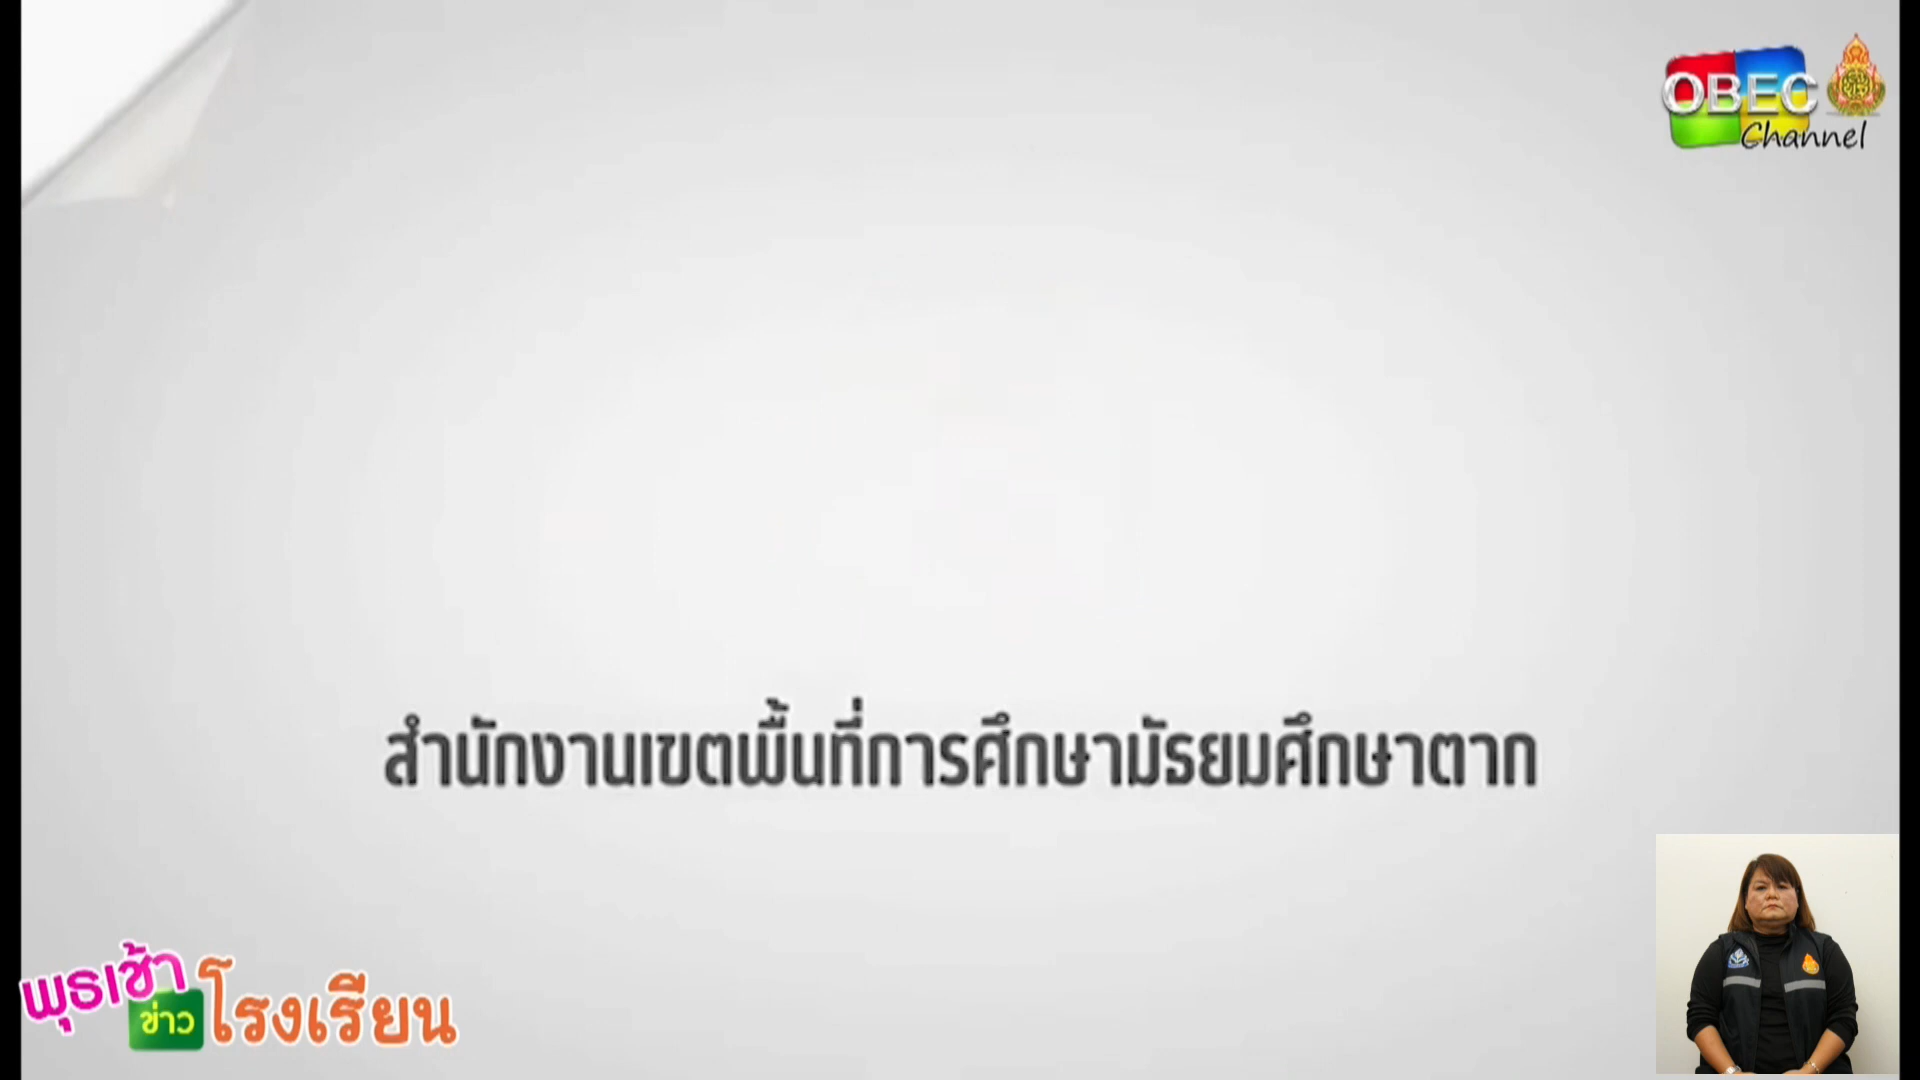 OBEC
Channel
สำนักงานเขตพื้นที่การศึกษามัธยมศึกษาตาก
พุธเช้า
ข่าว
โรงเรียน